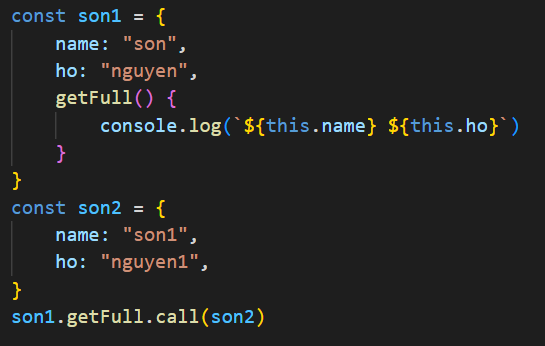 const son1 = {
    name: "son",
    ho: "nguyen",
    getFull() {
        console.log(`${this.name} ${this.ho}`)
    }
}
const son2 = {
    name: "son1",
    ho: "nguyen1",
}
son1.getFull.call(son2)